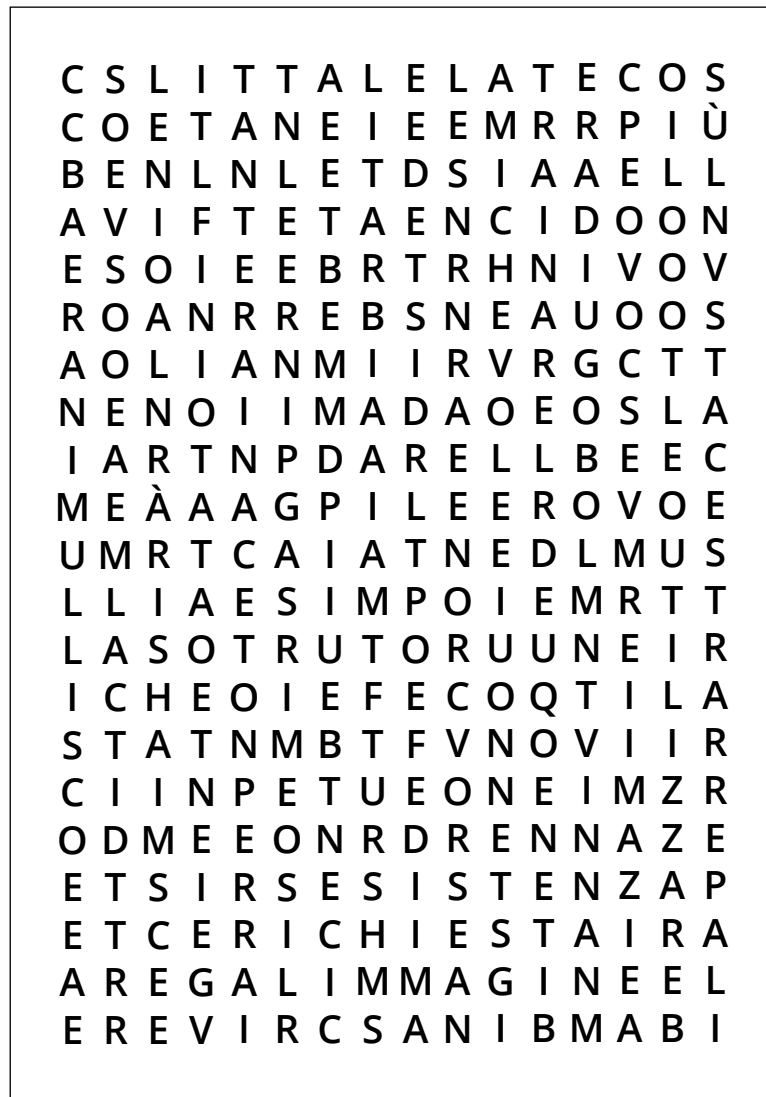 C S L I T T A L E L A T E C O S
C O E T A N E I E E M R R P I Ù
B E N L N L E T D S I A A E L L
A V I F T E T A E N C I D O O N
E S O I E E B R T R H N I V O V
R O A N R R E B S N E A U O O S
A O L I A N M I I R V R G C T T
N E N O I I M A D A O E O S L A
I A R T N P D A R E L L B E E C
M E À A A G P I L E E R O V O E
U M R T C A I A T N E D L M U S
L L I A E S I M P O I E M R T T
L A S O T R U T O R U U N E I R
I C H E O I E F E C O Q T I L A
S T A T N M B T F V N O V I I R
C I I N P E T U E O N E I M Z R
O D M E E O N R D R E N N A Z E
E T S I R S E S I S T E N Z A P
E T C E R I C H I E S T A I R A
A R E G A L I M M A G I N E E L
E R E V I R C S A N I B M A B I